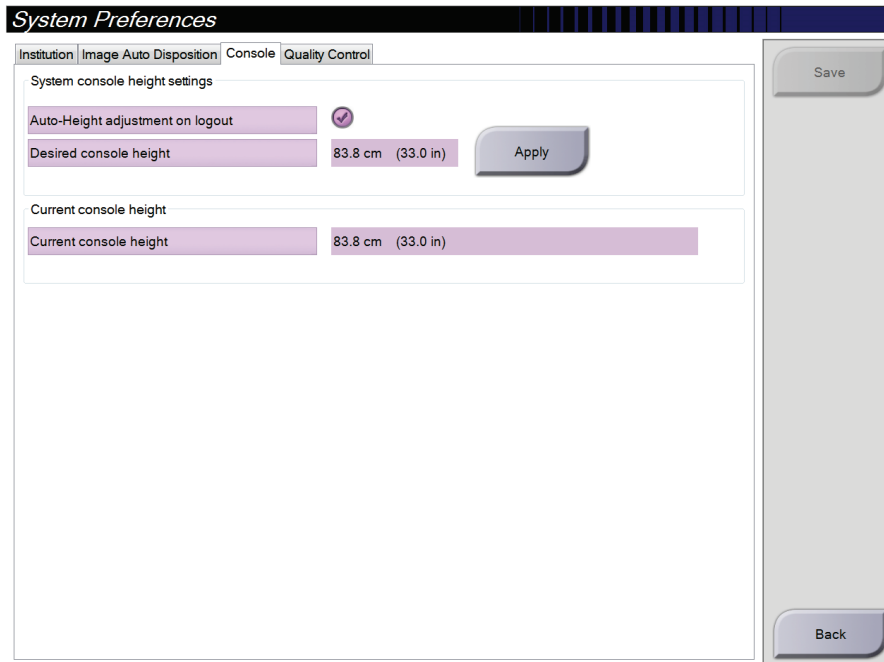 System Preferences
Institution Image Auto Disposition Console Quality Control
Save
System console height settings
Auto-Height adjustment on logout
Desired console height 83.8 cm (33.0 in) Apply
Current console height
Current console height 83.8 cm (33.0 in)
Back